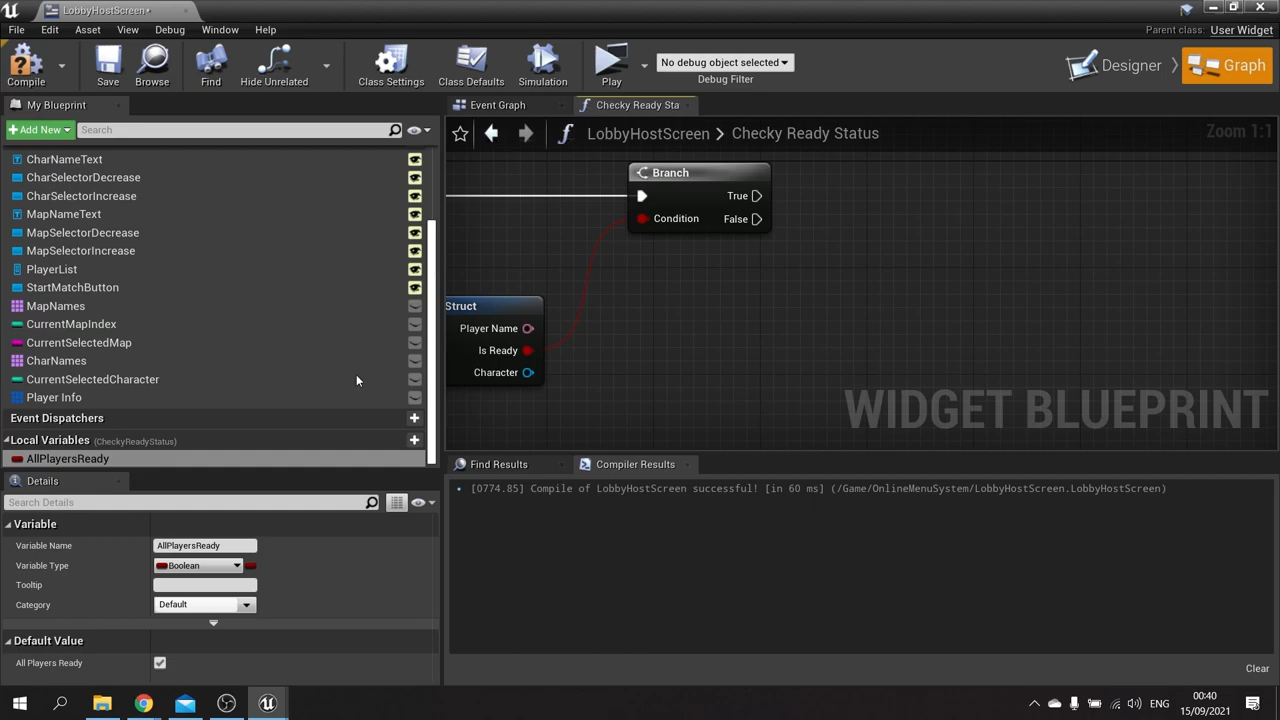 LobbyHostScreen•
File Edit Asset View Debug Window Help
Parent class: User Widget
Compile Save Browse Find Hide Unrelated Class Settings Class Defaults Simulation Play
No debug object selected
Debug Filter
Designer Graph
My Blueprint
Event Graph Checky Ready Sta
Add New Search
LobbyHostScreen Checky Ready Status
Zoom 1:1
CharNameText
CharSelectorDecrease
CharSelectorIncrease
MapNameText
MapSelectorDecrease
MapSelectorIncrease
PlayerList
StartMatchButton
MapNames
CurrentMapIndex
CurrentSelectedMap
CharNames
CurrentSelectedCharacter
Player Info
Event Dispatchers
Local Variables (CheckyReadyStatus)
AllPlayersReady
Branch
True
Condition False
Struct
Player Name
Is Ready
Character
WIDGET BLUEPRINT
Details
Search Details
Variable
Variable Name AllPlayersReady
Variable Type Boolean
Tooltip
Category Default
Default Value
All Players Ready
Find Results Compiler Results
[0774.85] Compile of LobbyHostScreen successful! [in 60 ms] (/Game/OnlineMenuSystem/LobbyHostScreen.LobbyHostScreen)
Clear
ENG
00:40
15/09/2021